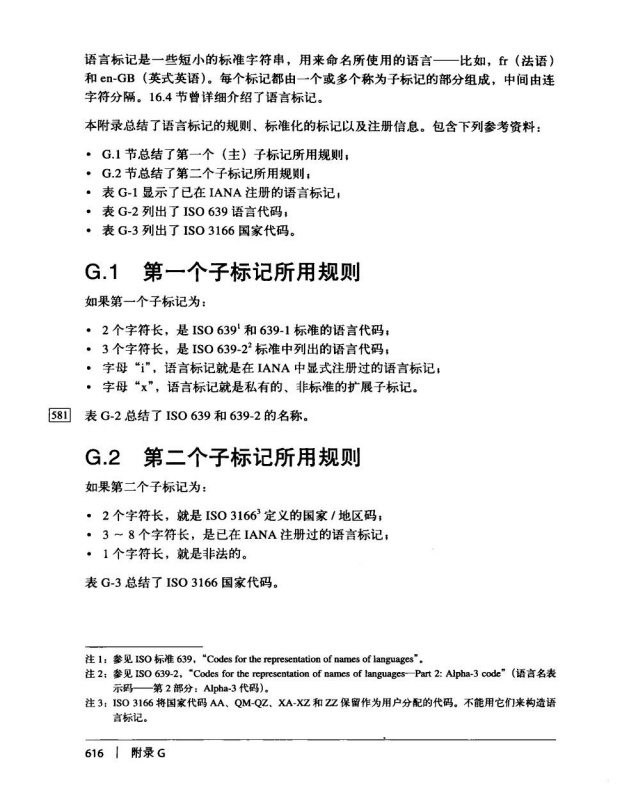 语言标记是一些短小的标准字符串，用来命名所使用的语言——比如，fr（法语）
和 en-GB（英式英语）。每个标记都由一个或多个称为子标记的部分组成，中间由连
字符分隔。16.4 节曾详细介绍了语言标记。
本附录总结了语言标记的规则、标准化的标记以及注册信息。包含下列参考资料：
• G.1 节总结了第一个（主）子标记所用规则；
• G.2 节总结了第二个子标记所用规则；
• 表 G-1 显示了已在 IANA 注册的语言标记；
• 表 G-2 列出了 ISO 639 语言代码；
• 表 G-3 列出了 ISO 3166 国家代码。
G.1 第一个子标记所用规则
如果第一个子标记为：
• 2 个字符长，是 ISO 639¹ 和 639-1 标准的语言代码；
• 3 个字符长，是 ISO 639-2² 标准中列出的语言代码；
• 字母“i”，语言标记就是在 IANA 中显式注册过的语言标记；
• 字母“x”，语言标记就是私有的、非标准的扩展子标记。
581 表 G-2 总结了 ISO 639 和 639-2 的名称。
G.2 第二个子标记所用规则
如果第二个子标记为：
• 2 个字符长，就是 ISO 3166³ 定义的国家 / 地区码；
• 3 ~ 8 个字符长，是已在 IANA 注册过的语言标记；
• 1 个字符长，就是非法的。
表 G-3 总结了 ISO 3166 国家代码。
注 1：参见 ISO 标准 639，“Codes for the representation of names of languages”。
注 2：参见 ISO 639-2，“Codes for the representation of names of languages—Part 2: Alpha-3 code”（语言名表
示码——第 2 部分：Alpha-3 代码）。
注 3：ISO 3166 将国家代码 AA、QM-QZ、XA-XZ 和 ZZ 保留作为用户分配的代码。不能用它们来构造语
言标记。
616 | 附录 G